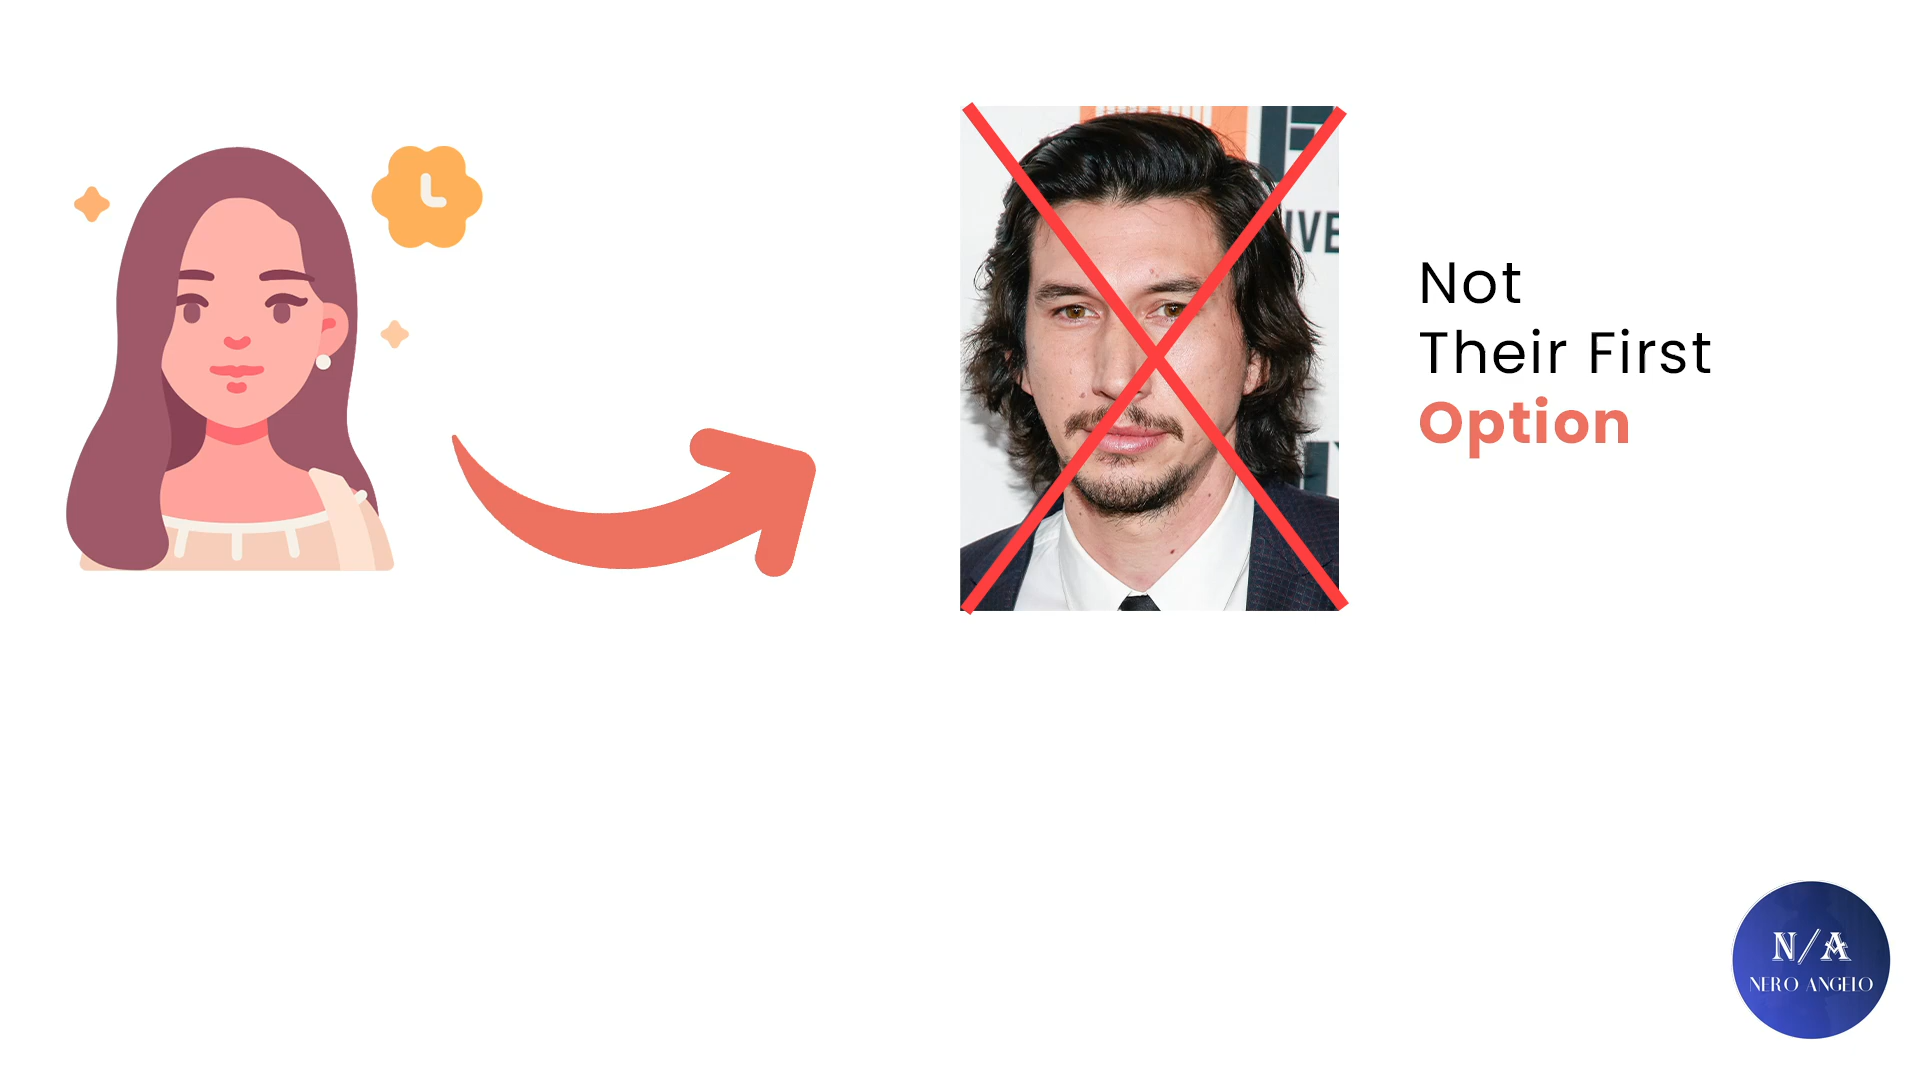 Not
Their First
Option
N/A
NERO ANGELO